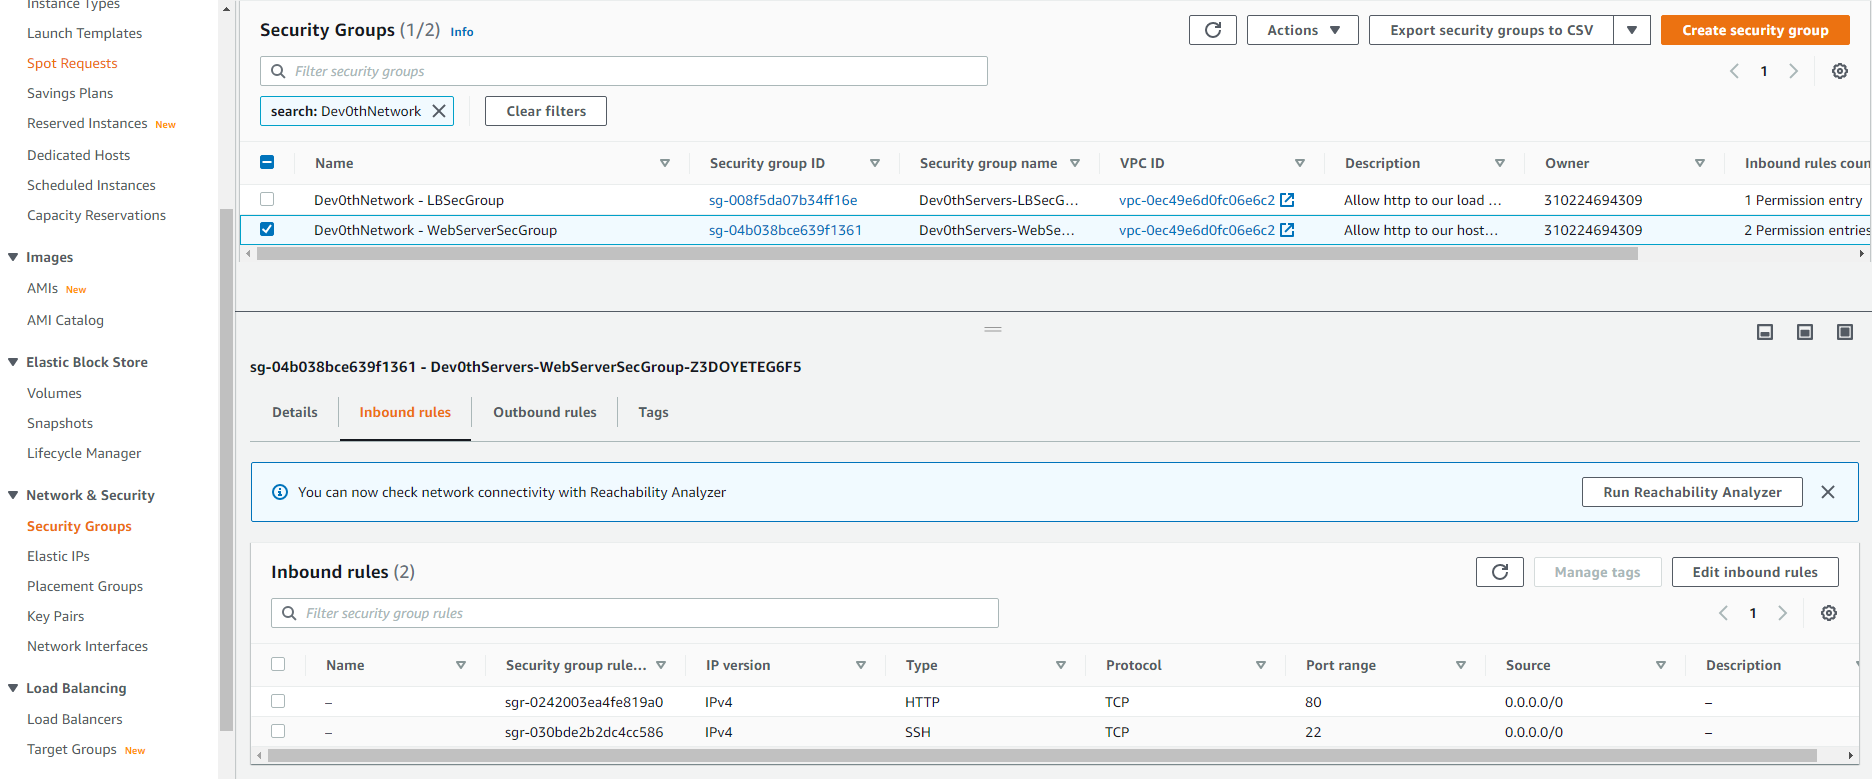 Instance Types
Launch Templates
Spot Requests
Savings Plans
Reserved Instances New
Dedicated Hosts
Scheduled Instances
Capacity Reservations
Images
AMIs New
AMI Catalog
Elastic Block Store
Volumes
Snapshots
Lifecycle Manager
Network & Security
Security Groups
Elastic IPs
Placement Groups
Key Pairs
Network Interfaces
Load Balancing
Load Balancers
Target Groups New
Security Groups (1/2) Info
Actions
Export security groups to CSV
Create security group
Filter security groups
1
search: Dev0thNetwork
Clear filters
Name Security group ID Security group name VPC ID Description Owner Inbound rules coun
Dev0thNetwork - LBSecGroup sg-008f5da07b34ff16e Dev0thServers-LBSecG... vpc-0ec49e6d0fc06e6c2 Allow http to our load ... 310224694309 1 Permission entry
Dev0thNetwork - WebServerSecGroup sg-04b038bce639f1361 Dev0thServers-WebSe... vpc-0ec49e6d0fc06e6c2 Allow http to our host... 310224694309 2 Permission entries
sg-04b038bce639f1361 - Dev0thServers-WebServerSecGroup-Z3DOYETEG6F5
Details Inbound rules Outbound rules Tags
You can now check network connectivity with Reachability Analyzer
Run Reachability Analyzer
Inbound rules (2)
Manage tags
Edit inbound rules
Filter security group rules
1
Name Security group rule... IP version Type Protocol Port range Source Description
– sgr-0242003ea4fe819a0 IPv4 HTTP TCP 80 0.0.0.0/0 –
– sgr-030bde2b2dc4cc586 IPv4 SSH TCP 22 0.0.0.0/0 –